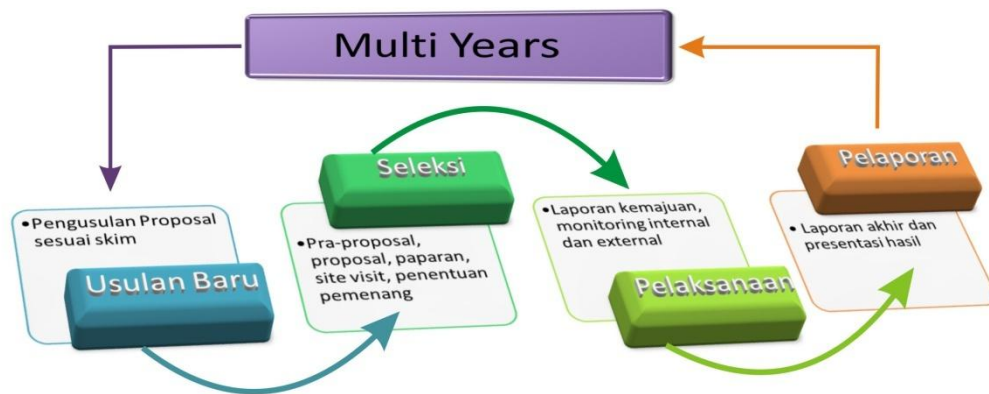 Multi Years
•Pengusulan Proposal
sesuai skim
Usulan Baru
Seleksi
•Pra-proposal,
proposal, paparan,
site visit, penentuan
pemenang
•Laporan kemajuan,
monitoring internal
dan external
Pelaksanaan
Pelaporan
• Laporan akhir dan
presentasi hasil